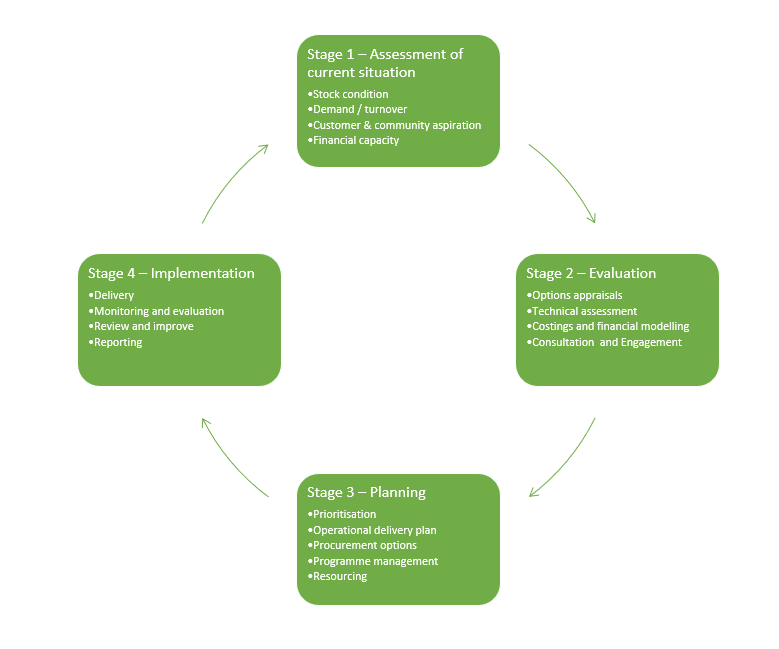 Stage 1 – Assessment of
current situation
•Stock condition
•Demand / turnover
•Customer & community aspiration
•Financial capacity
Stage 2 – Evaluation
•Options appraisals
•Technical assessment
•Costings and financial modelling
•Consultation  and Engagement
Stage 3 – Planning
•Prioritisation
•Operational delivery plan
•Procurement options
•Programme management
•Resourcing
Stage 4 – Implementation
•Delivery
•Monitoring and evaluation
•Review and improve
•Reporting